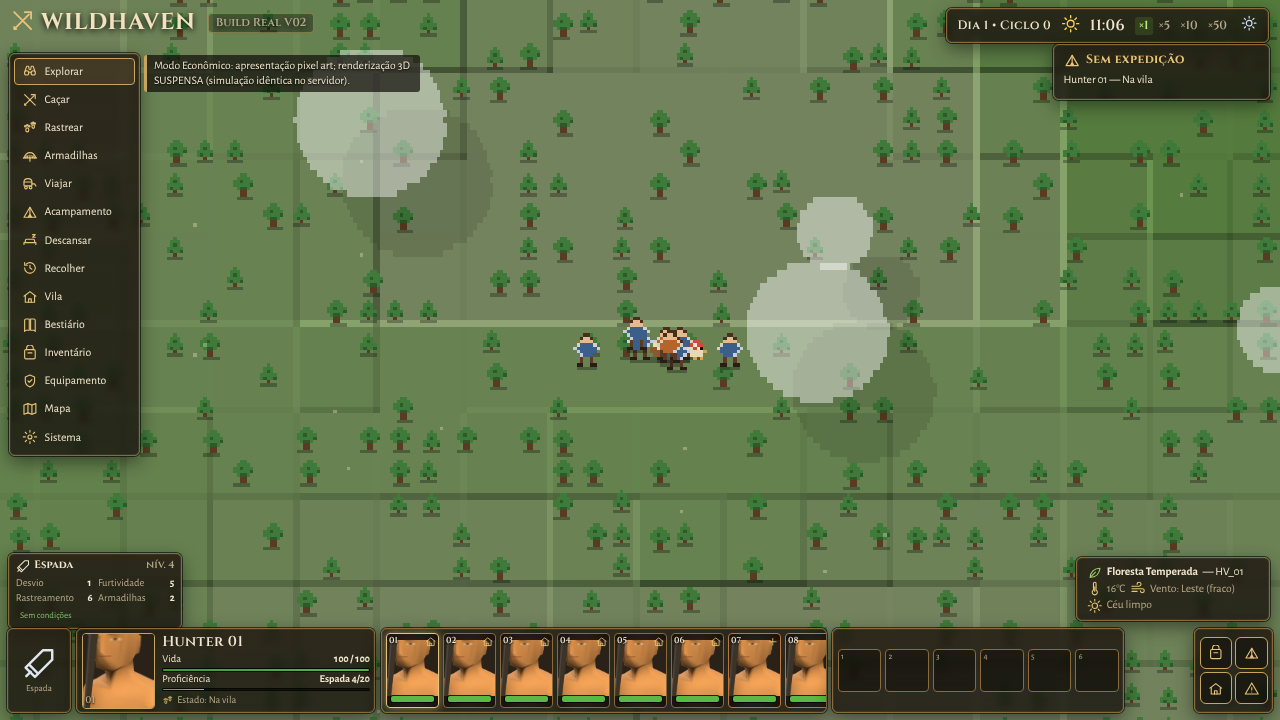 WILDHAVEN
Build Real V02
Dia 1 • Ciclo 0
11:06
×1
×5
×10
×50
Sem expedição
Hunter 01 — Na vila
Modo Econômico: apresentação pixel art; renderização 3D
SUSPENSA (simulação idêntica no servidor).
Explorar
Caçar
Rastrear
Armadilhas
Viajar
Acampamento
Descansar
Recolher
Vila
Bestiário
Inventário
Equipamento
Mapa
Sistema
Espada
NÍV. 4
Desvio 1 Furtividade 5
Rastreamento 6 Armadilhas 2
Sem condições
Floresta Temperada — HV_01
16°C Vento: Leste (fraco)
Céu limpo
Espada
01
Hunter 01
Vida 100 / 100
Proficiência Espada 4/20
Estado: Na vila
01
02
03
04
05
06
07
08
1
2
3
4
5
6